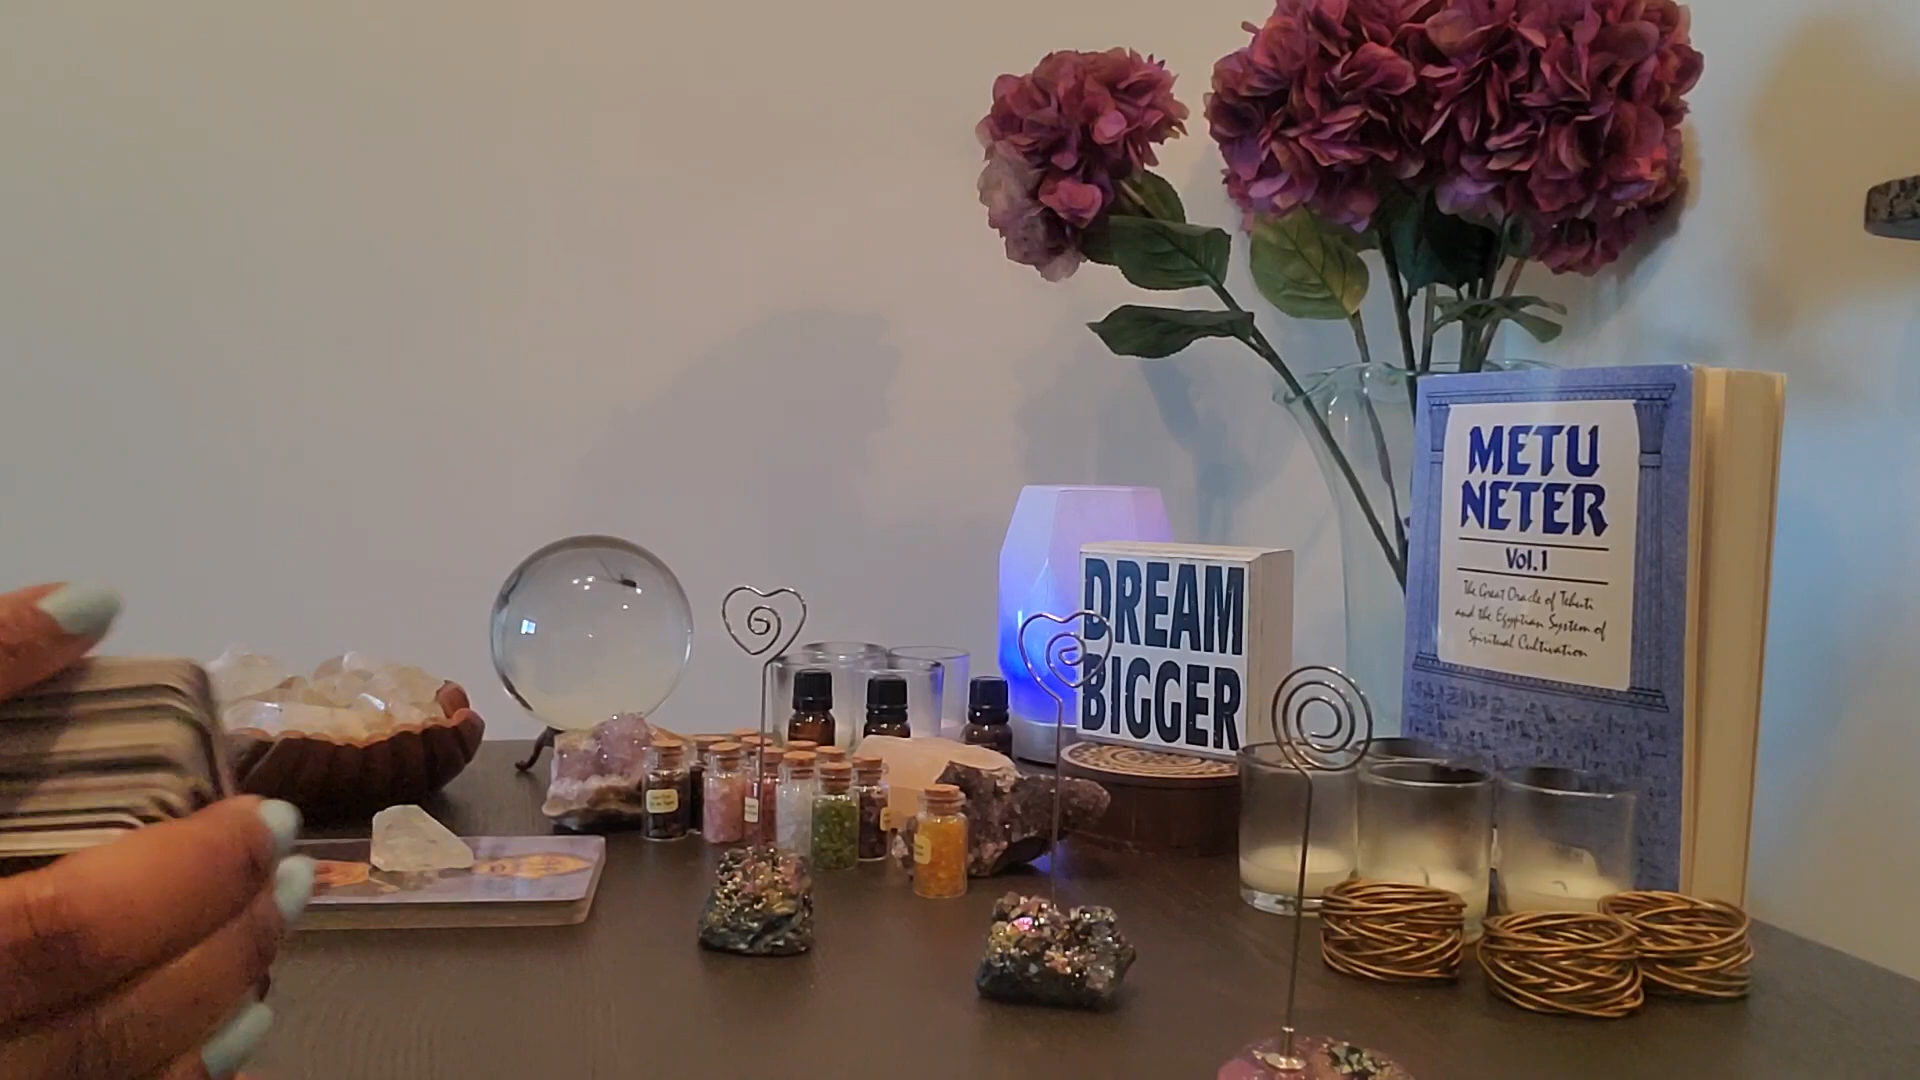 DREAM
BIGGER
METU
NETER
Vol.1
The Great Oracle of Tehuti
and the Egyptian System of
Spiritual Cultivation